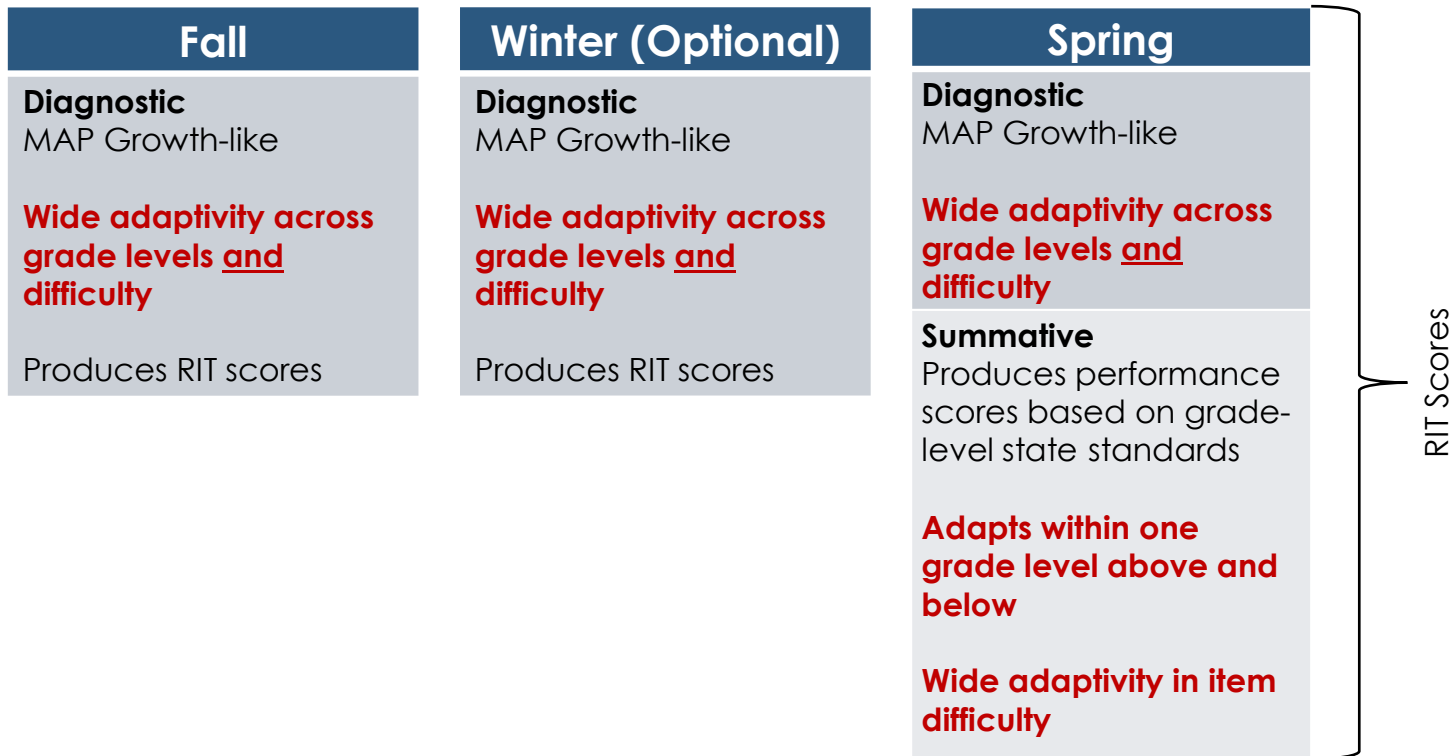 Fall
Diagnostic
MAP Growth-like
Wide adaptivity across
grade levels and
difficulty
Produces RIT scores
Winter (Optional)
Diagnostic
MAP Growth-like
Wide adaptivity across
grade levels and
difficulty
Produces RIT scores
Spring
Diagnostic
MAP Growth-like
Wide adaptivity across
grade levels and
difficulty
Summative
Produces performance
scores based on grade-
level state standards
Adapts within one
grade level above and
below
Wide adaptivity in item
difficulty
RIT Scores